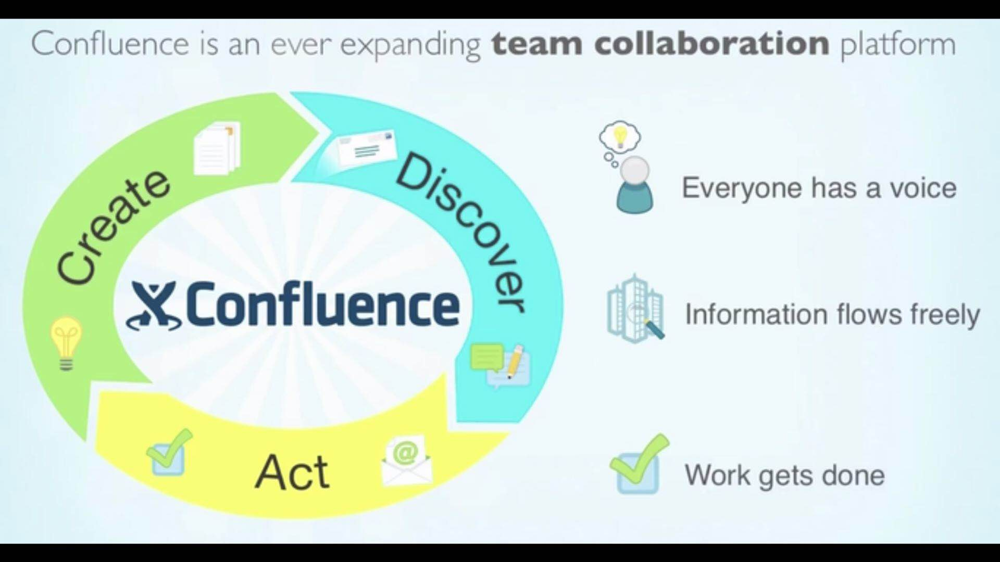 Confluence is an ever expanding team collaboration platform
Create
Discover
Act
Confluence
Everyone has a voice
Information flows freely
Work gets done
@